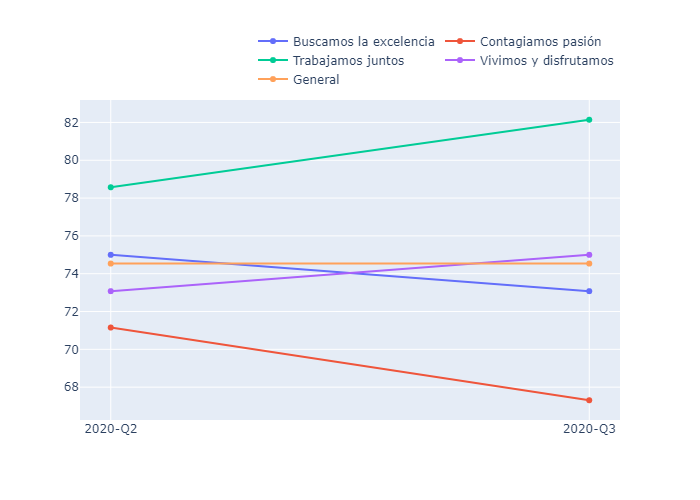 Buscamos la excelencia Contagiamos pasión
Trabajamos juntos Vivimos y disfrutamos
General
82
80
78
76
74
72
70
68
2020-Q2 2020-Q3